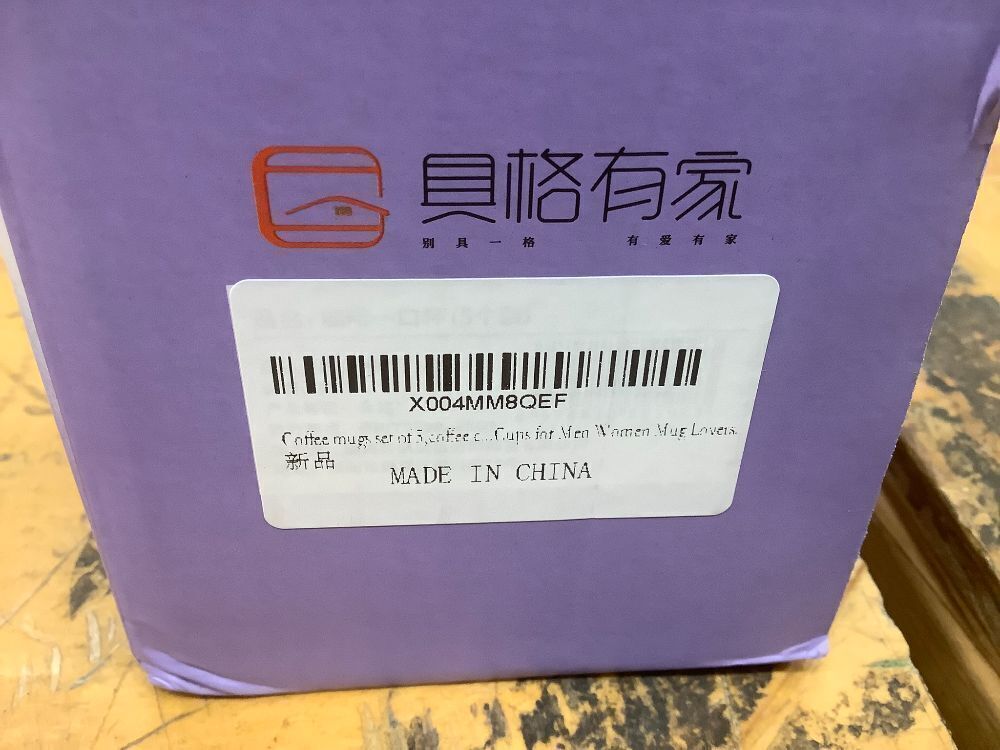 具格有家
别具一格 有爱有家
X004MM8QEF
Coffee mugs set of 5,coffee c...Cups for Men Women Mug Lovers.
新品
MADE IN CHINA